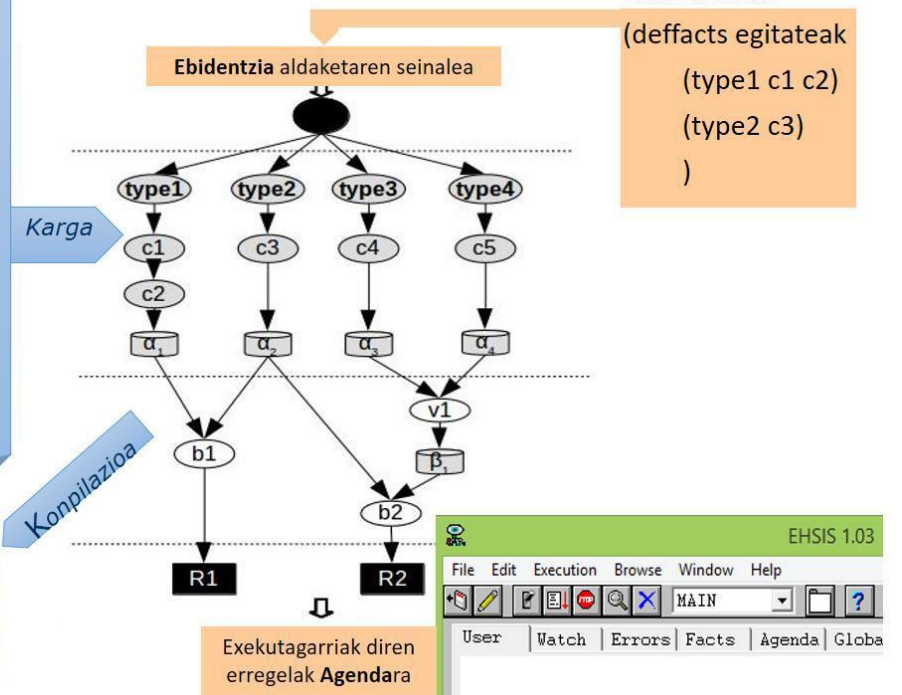 (deffacts egitateak
(type1 c1 c2)
(type2 c3)
)
Ebidentzia aldaketaren seinalea
type1 type2 type3 type4
Karga
c1 c3 c4 c5
c2
α1 α2 α3 α4
v1
b1
β1
Konpilazioa
b2
R1 R2
EHSIS 1.03
File Edit Execution Browse Window Help
STOP MAIN ?
User Watch Errors Facts Agenda Globa
Exekutagarriak diren
erregelak Agendara